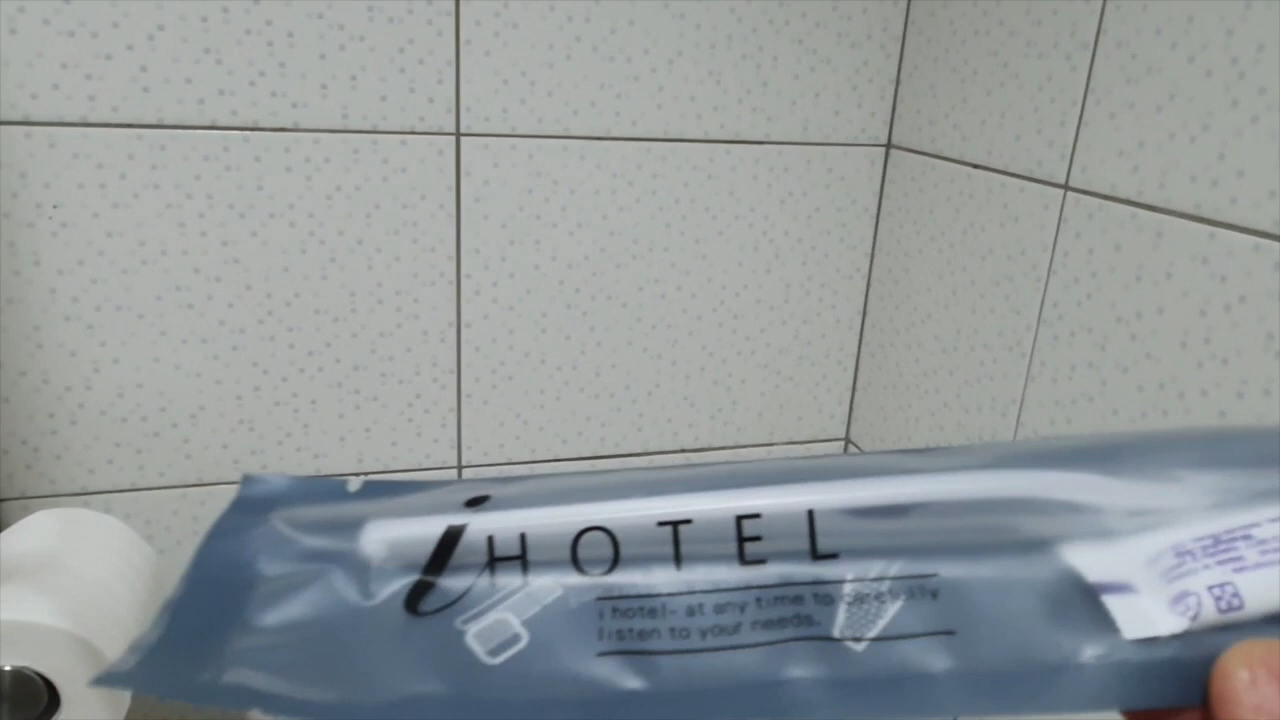 i HOTEL
i hotel- at any time to carefully
listen to your needs.